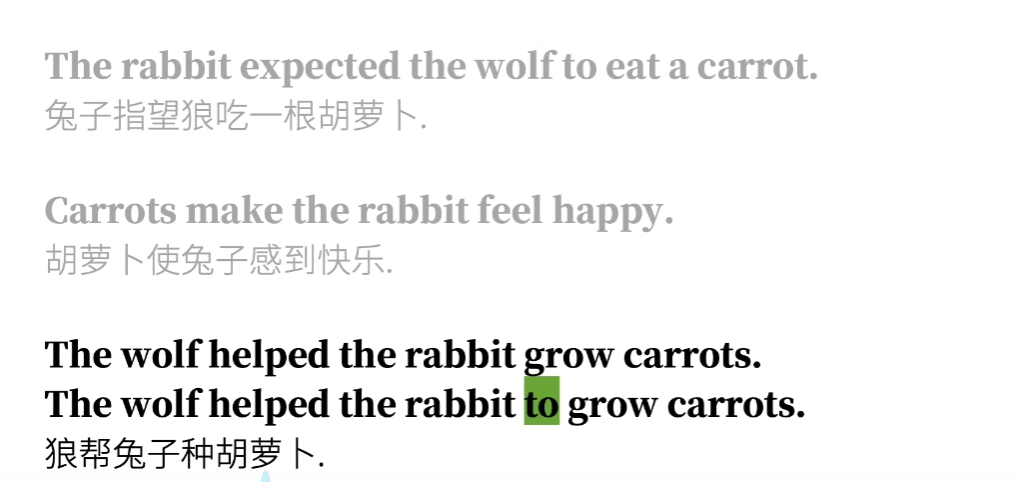 The rabbit expected the wolf to eat a carrot.
兔子指望狼吃一根胡萝卜.
Carrots make the rabbit feel happy.
胡萝卜使兔子感到快乐.
The wolf helped the rabbit grow carrots.
The wolf helped the rabbit to grow carrots.
狼帮兔子种胡萝卜.